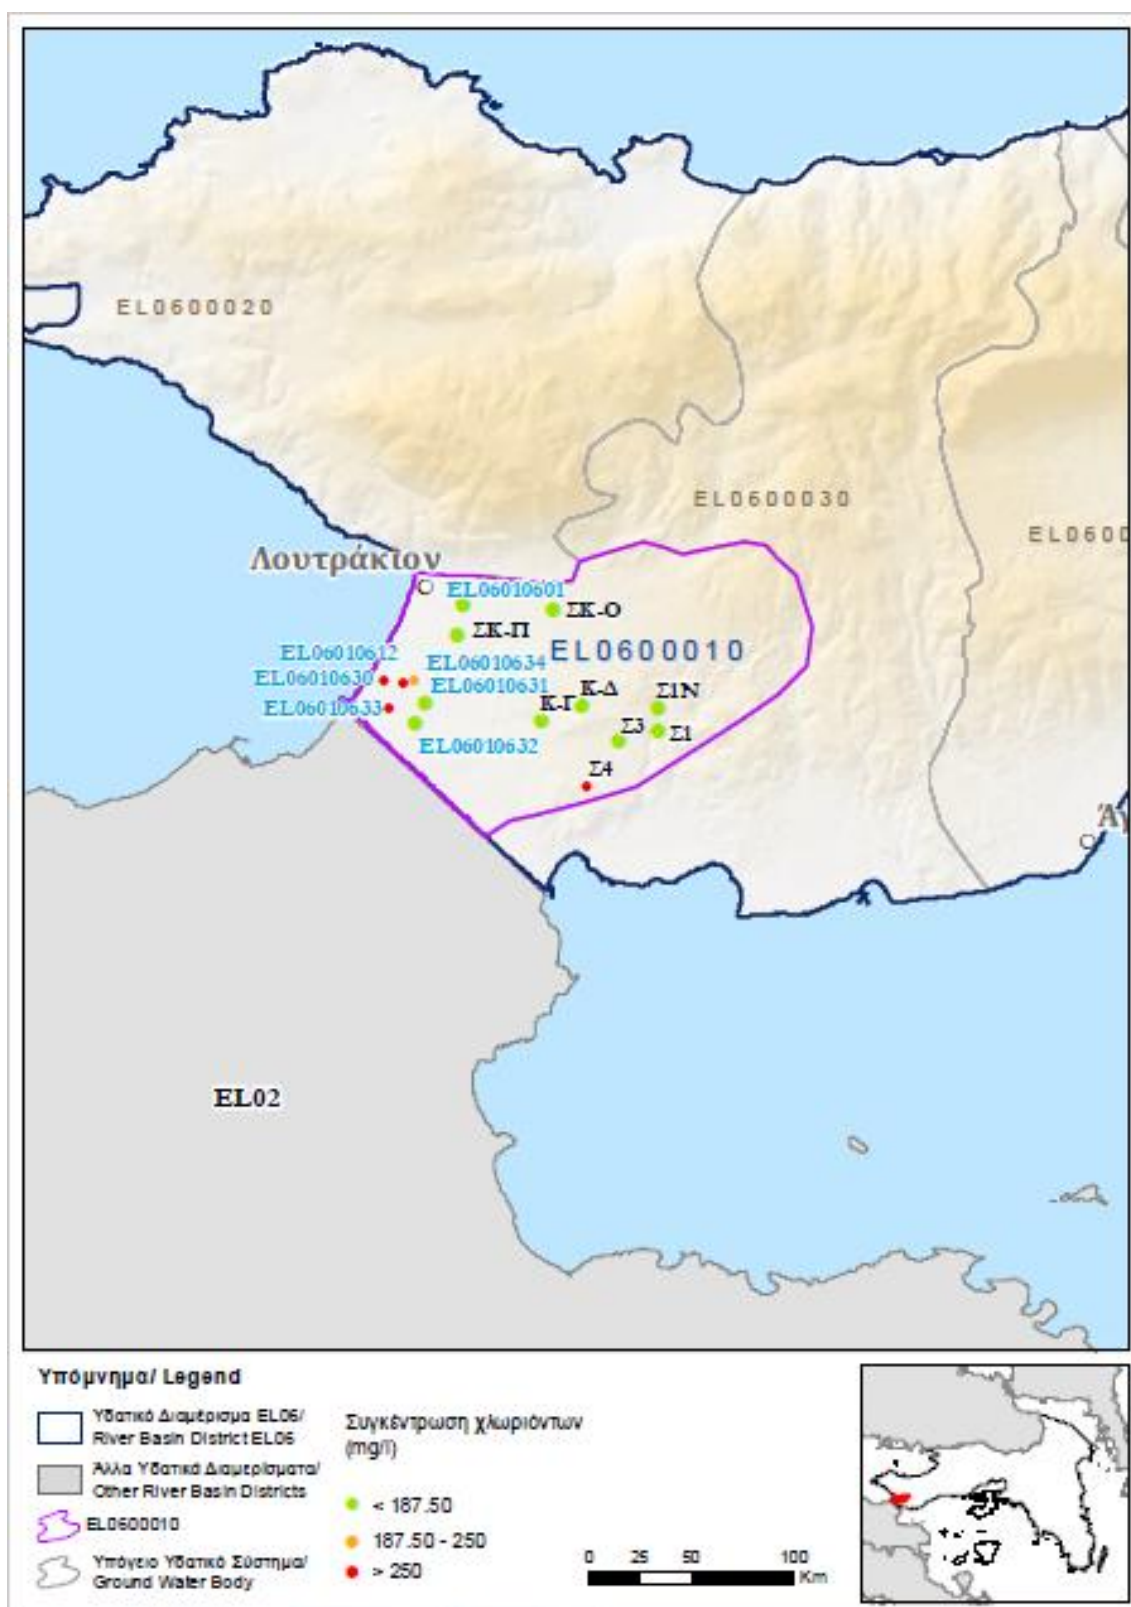 EL0600020
EL0600030
EL0600
Λουτράκιον
EL06010601
ΣΚ-Ο
ΣΚ-Π
EL0600010
EL06010612
EL06010634
EL06010630
EL06010631
Κ-Δ
Σ1Ν
EL06010633
Κ-Γ
Σ3
Σ1
EL06010632
Σ4
Άγ
EL02
Υπόμνημα/ Legend
Υδατικό Διαμέρισμα EL06/
River Basin District EL06
Άλλα Υδατικά Διαμερίσματα/
Other River Basin Districts
EL0600010
Υπόγειο Υδατικό Σύστημα/
Ground Water Body
Συγκέντρωση χλωριόντων
(mg/l)
< 187.50
187.50 - 250
> 250
0 25 50 100
Km